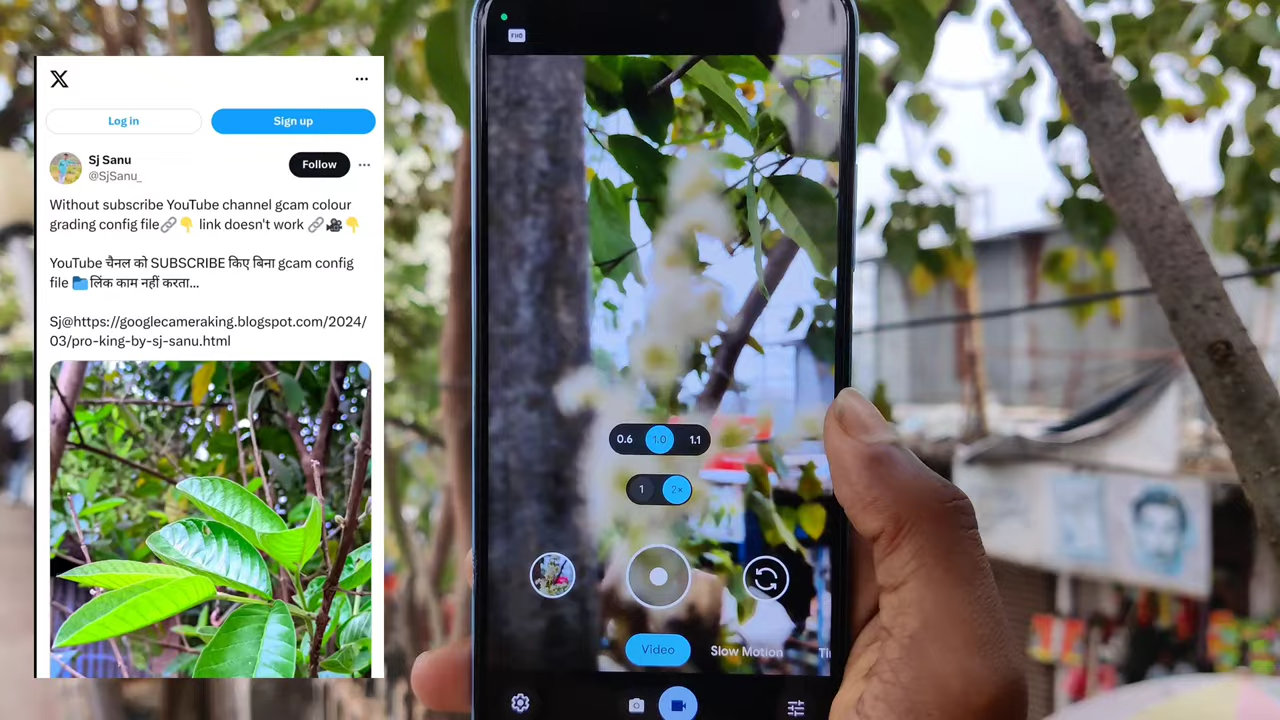 Log in
Sign up
Sj Sanu
@SjSanu_
Follow
Without subscribe YouTube channel gcam colour
grading config file🔗👇 link doesn't work 🔗🎥👇
YouTube चैनल को SUBSCRIBE किए बिना gcam config
file 📂लिंक काम नहीं करता...
Sj@https://googlecameraking.blogspot.com/2024/
03/pro-king-by-sj-sanu.html
FHD
0.6 1.0 1.1
1 2×
Video
Slow Motion